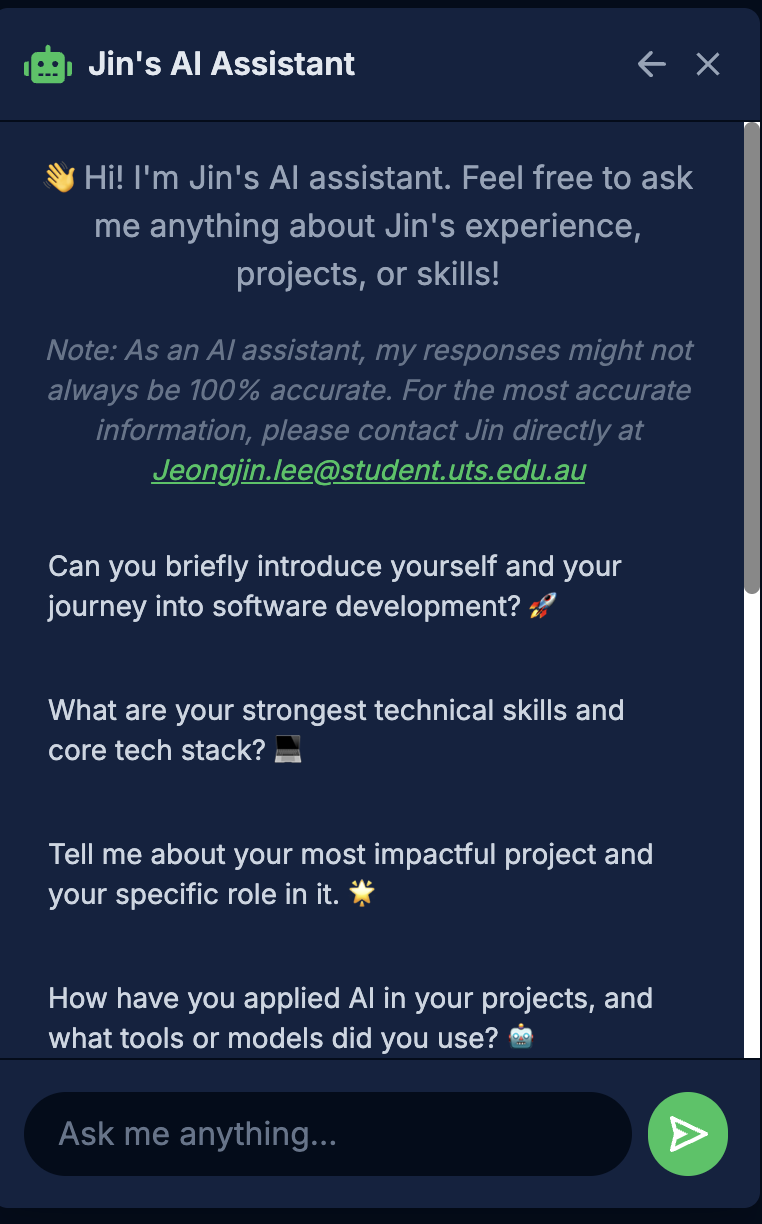 Jin's AI Assistant
👋 Hi! I'm Jin's AI assistant. Feel free to ask
me anything about Jin's experience,
projects, or skills!
Note: As an AI assistant, my responses might not
always be 100% accurate. For the most accurate
information, please contact Jin directly at
Jeongjin.lee@student.uts.edu.au
Can you briefly introduce yourself and your
journey into software development? 🚀
What are your strongest technical skills and
core tech stack? 💻
Tell me about your most impactful project and
your specific role in it. 🌟
How have you applied AI in your projects, and
what tools or models did you use? 🤖
Ask me anything...